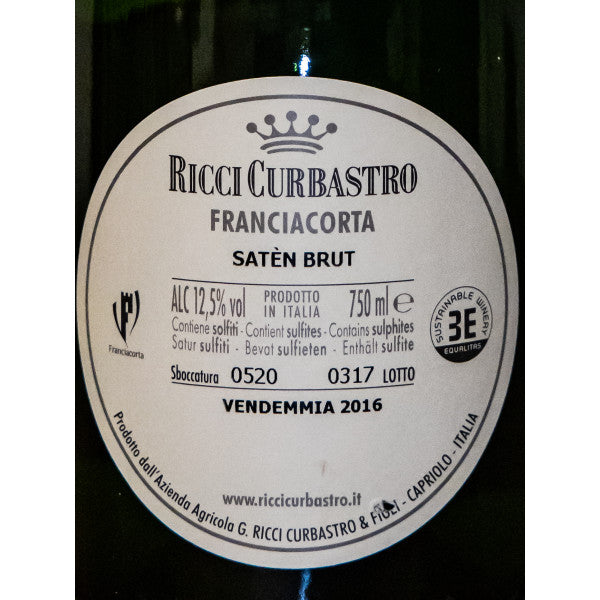 RICCI CURBASTRO
FRANCIACORTA
SATÈN BRUT
ALC 12,5% vol PRODOTTO IN ITALIA 750 ml e
Contiene solfiti - Contient sulfites - Contains sulphites
Satur sulfiti - Bevat sulfieten - Enthält sulfite
Sboccatura 0520 0317 LOTTO
VENDEMMIA 2016
Franciacorta
SUSTAINABLE WINERY
3E
EQUALITAS
www.riccicurbastro.it
Prodotto dall'Azienda Agricola G. RICCI CURBASTRO & FIGLI - CAPRIOLO - ITALIA